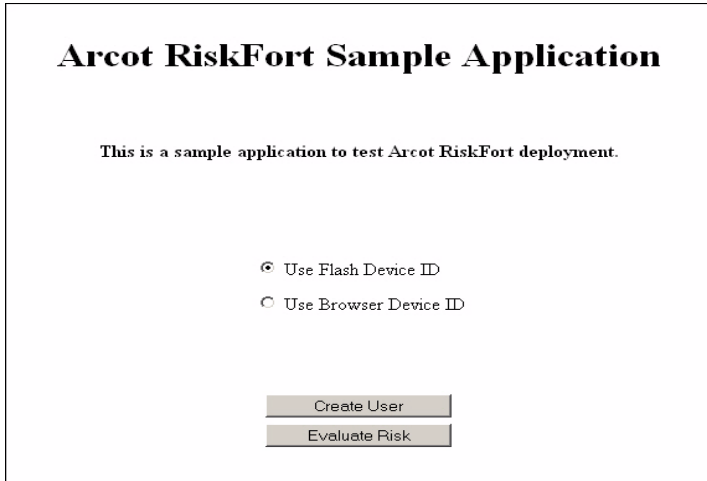 Arcot RiskFort Sample Application
This is a sample application to test Arcot RiskFort deployment.
Use Flash Device ID
Use Browser Device ID
Create User
Evaluate Risk